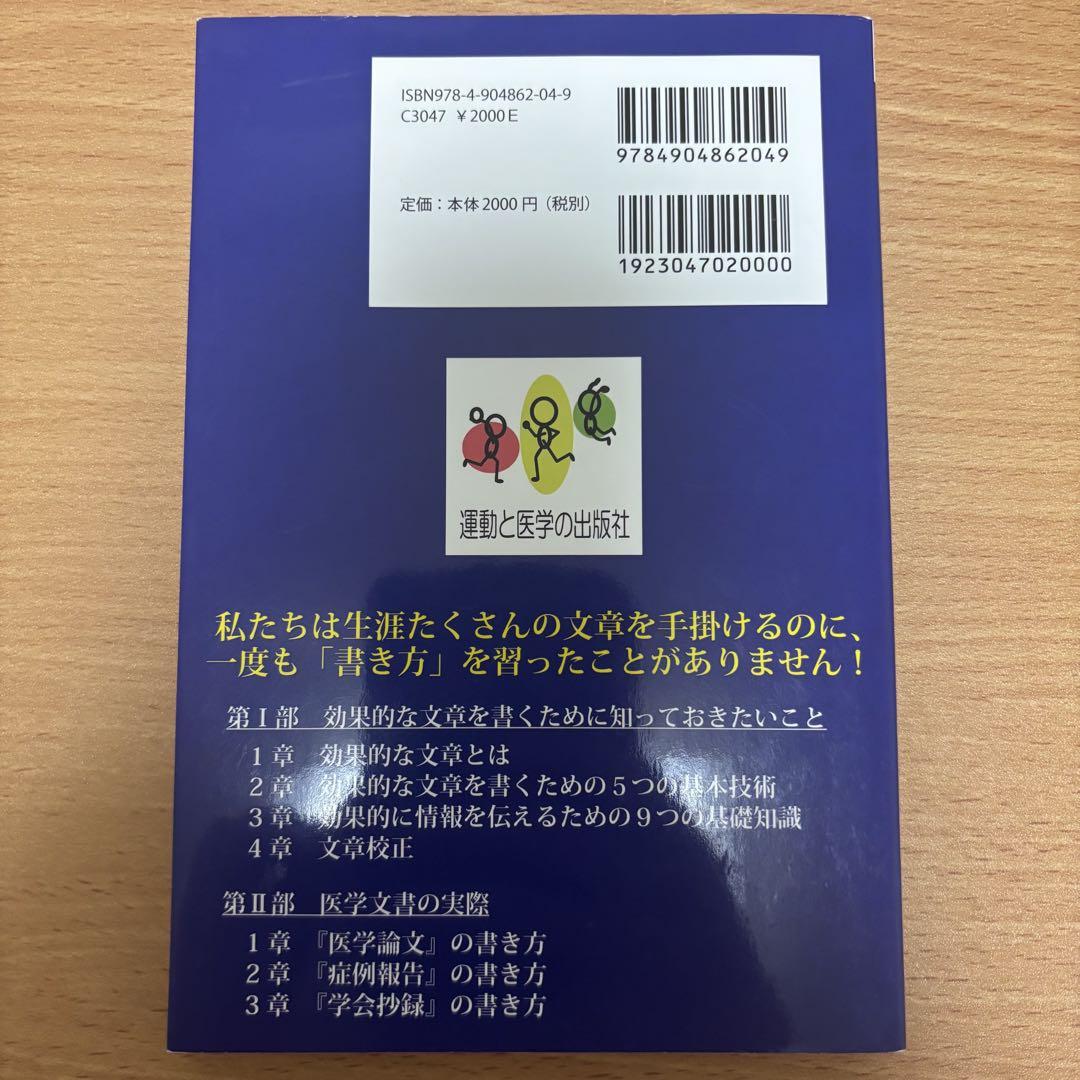 ISBN978-4-904862-04-9
C3047 ¥2000E
9784904862049
定価：本体2000円（税別）
1923047020000
運動と医学の出版社
私たちは生涯たくさんの文章を手掛けるのに、
一度も「書き方」を習ったことがありません！
第Ⅰ部　効果的な文章を書くために知っておきたいこと
1章　効果的な文章とは
2章　効果的な文章を書くための5つの基本技術
3章　効果的に情報を伝えるための9つの基礎知識
4章　文章校正
第Ⅱ部　医学文書の実際
1章　『医学論文』の書き方
2章　『症例報告』の書き方
3章　『学会抄録』の書き方